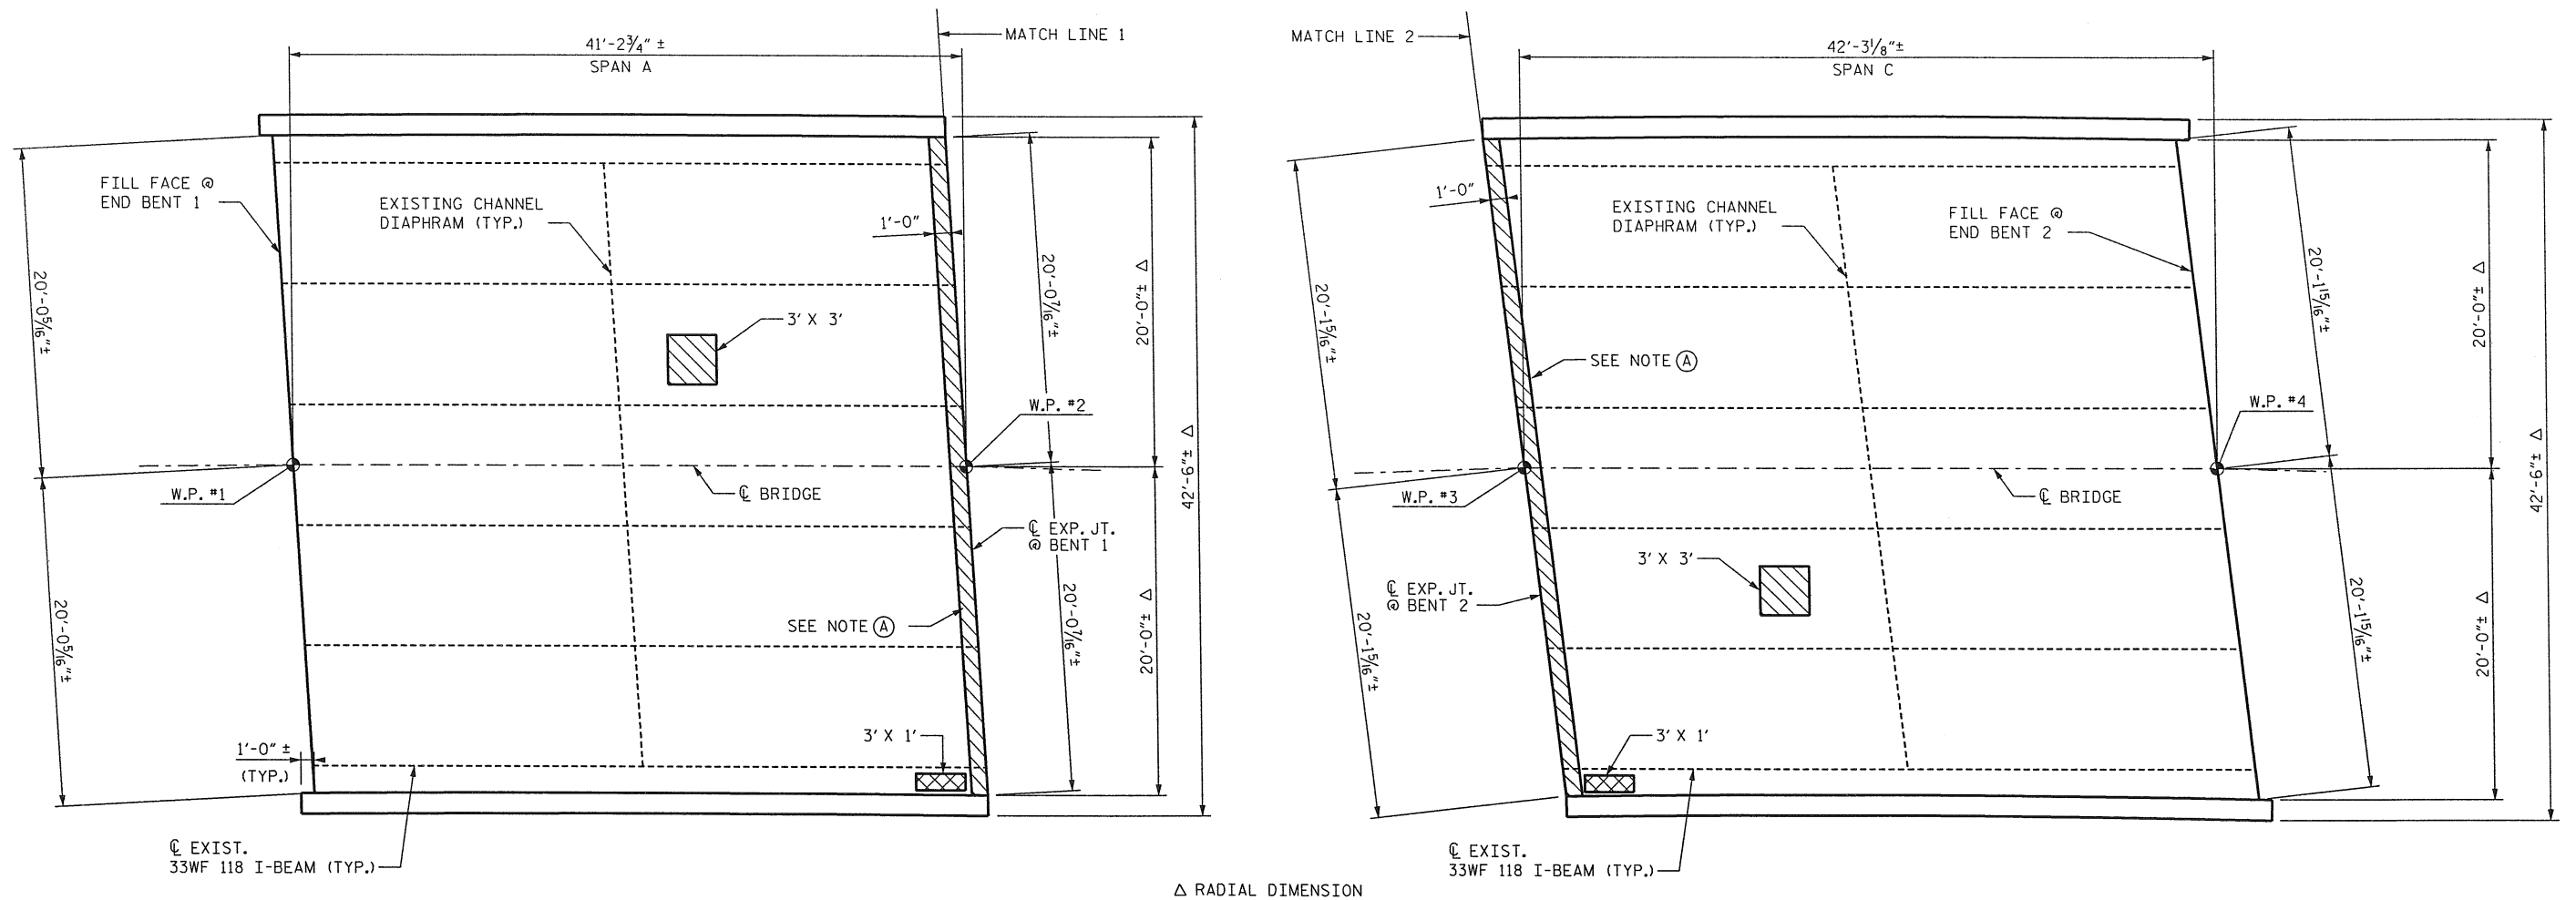 41'-2¾" ±
SPAN A
MATCH LINE 1
FILL FACE @
END BENT 1
EXISTING CHANNEL
DIAPHRAM (TYP.)
1'-0"
3' X 3'
20'-0⁵⁄₁₆"±
20'-0⁵⁄₁₆"±
20'-0⁷⁄₁₆"±
20'-0⁷⁄₁₆"±
20'-0"± △
20'-0"± △
42'-6"± △
W.P. #1
W.P. #2
℄ BRIDGE
℄ EXP. JT.
@ BENT 1
SEE NOTE Ⓐ
3' X 1'
1'-0" ±
(TYP.)
℄ EXIST.
33WF 118 I-BEAM (TYP.)
MATCH LINE 2
42'-3⅛"±
SPAN C
1'-0"
EXISTING CHANNEL
DIAPHRAM (TYP.)
FILL FACE @
END BENT 2
20'-1⁵⁄₁₆"±
20'-1⁵⁄₁₆"±
20'-1¹⁵⁄₁₆"±
20'-1¹⁵⁄₁₆"±
20'-0"± △
20'-0"± △
42'-6"± △
SEE NOTE Ⓐ
W.P. #3
W.P. #4
℄ BRIDGE
3' X 3'
℄ EXP. JT.
@ BENT 2
3' X 1'
℄ EXIST.
33WF 118 I-BEAM (TYP.)
△ RADIAL DIMENSION